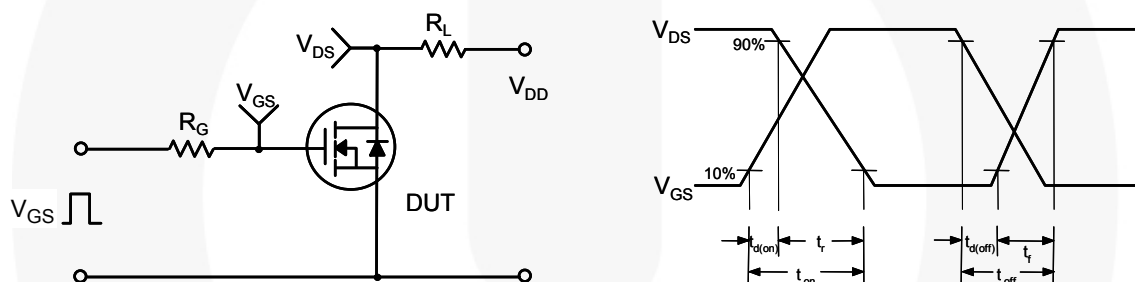 R_L
V_DS
V_DD
V_GS
R_G
V_GS
DUT
V_DS
90%
10%
V_GS
t_d(on)
t_r
t_d(off)
t_f
t_on
t_off